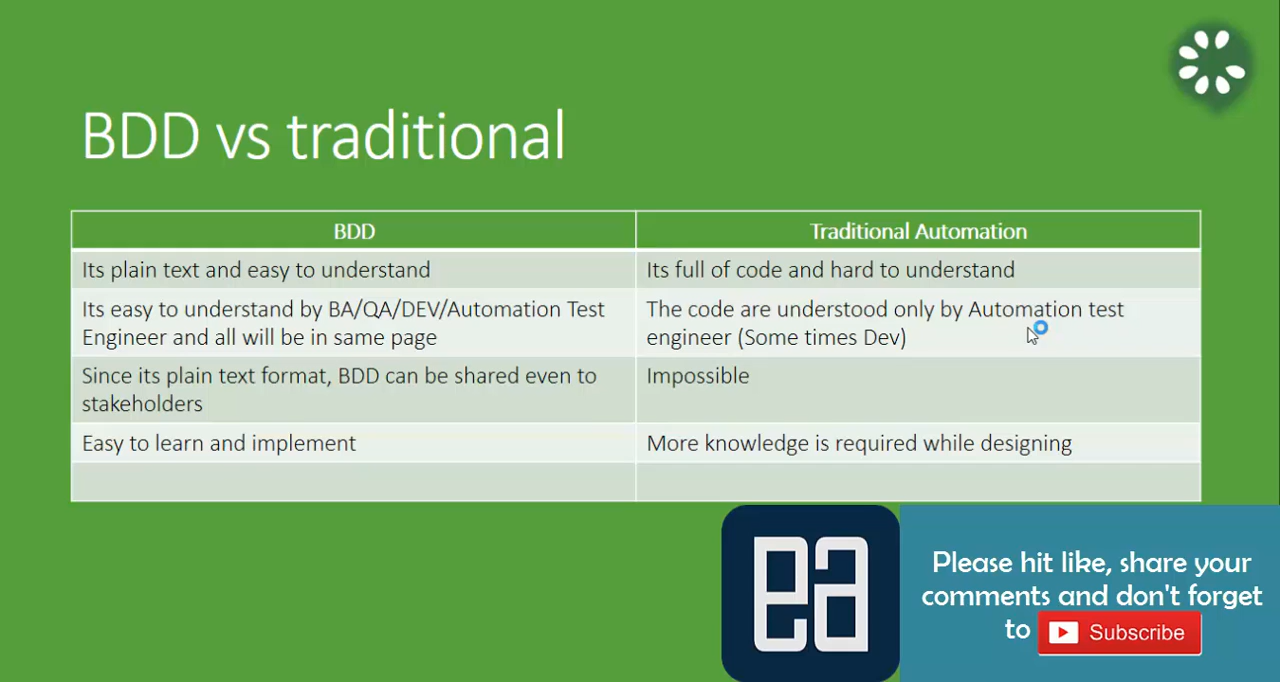 BDD vs traditional
BDD
Traditional Automation
Its plain text and easy to understand
Its full of code and hard to understand
Its easy to understand by BA/QA/DEV/Automation Test
Engineer and all will be in same page
The code are understood only by Automation test
engineer (Some times Dev)
Since its plain text format, BDD can be shared even to
stakeholders
Impossible
Easy to learn and implement
More knowledge is required while designing
ea
Please hit like, share your
comments and don't forget
to Subscribe